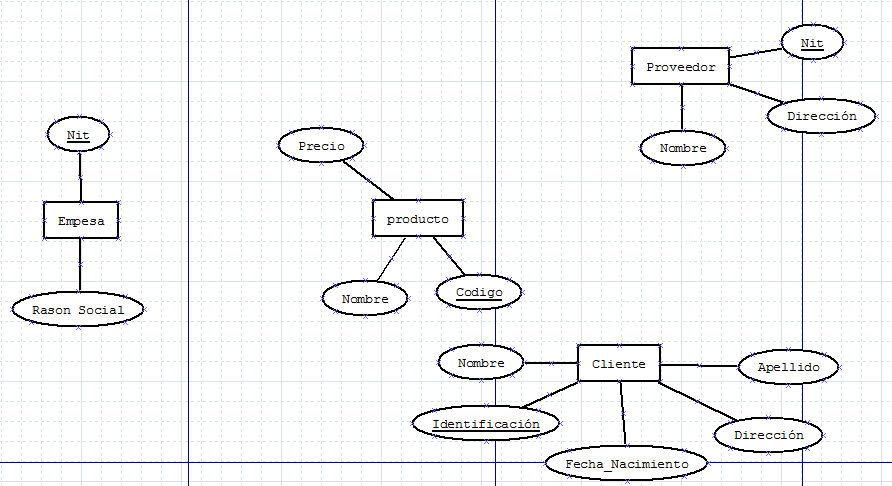 Nit
Proveedor
Dirección
Nombre
Nit
Empesa
Rason Social
Precio
producto
Nombre
Codigo
Nombre
Cliente
Apellido
Identificación
Dirección
Fecha_Nacimiento